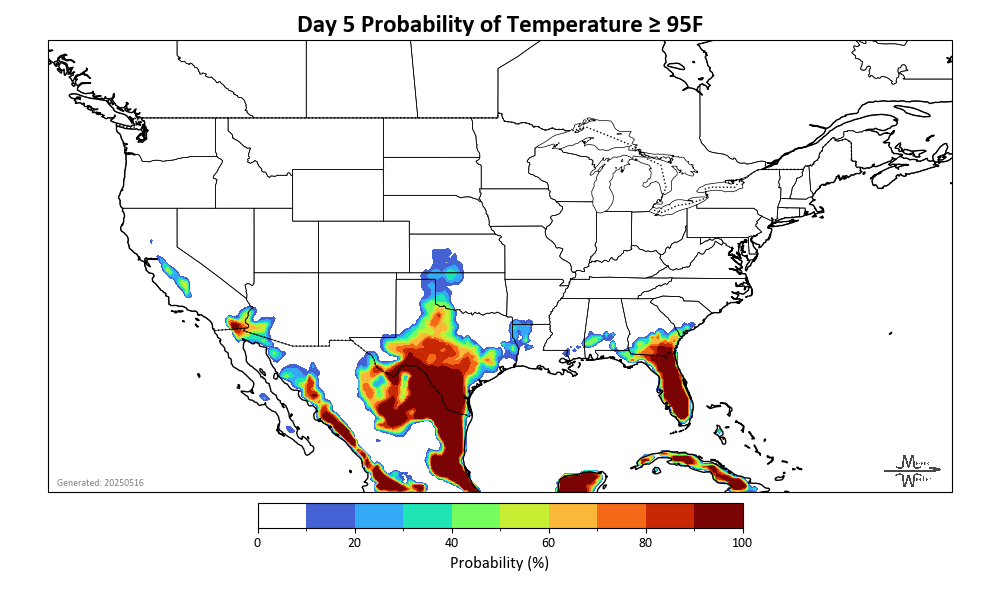 Day 5 Probability of Temperature ≥ 95F
Generated: 20250516
0 20 40 60 80 100
Probability (%)